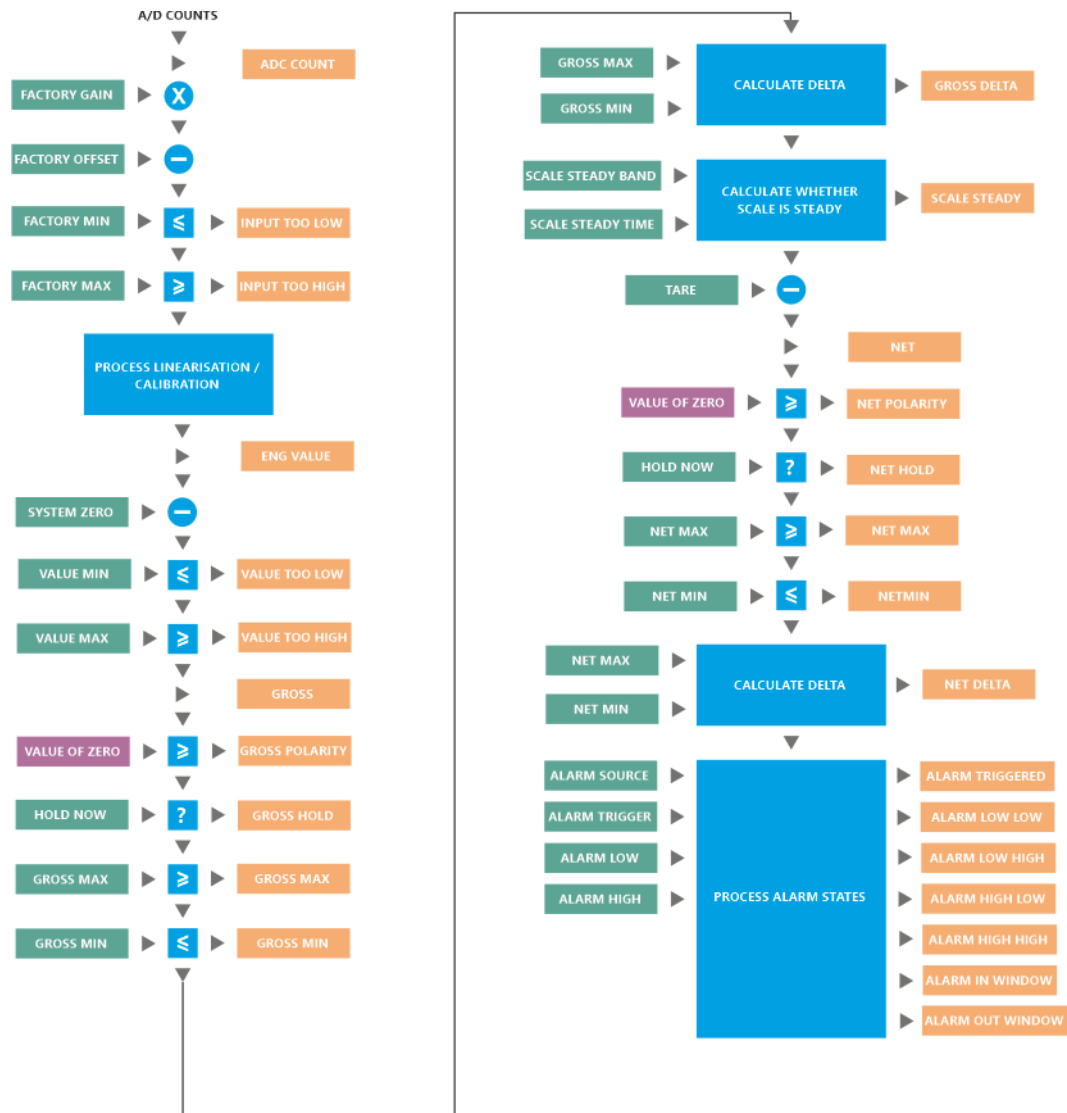 A/D COUNTS
ADC COUNT
FACTORY GAIN
X
FACTORY OFFSET
−
FACTORY MIN
⩽
INPUT TOO LOW
FACTORY MAX
⩾
INPUT TOO HIGH
PROCESS LINEARISATION /
CALIBRATION
ENG VALUE
SYSTEM ZERO
−
VALUE MIN
⩽
VALUE TOO LOW
VALUE MAX
⩾
VALUE TOO HIGH
GROSS
VALUE OF ZERO
⩾
GROSS POLARITY
HOLD NOW
?
GROSS HOLD
GROSS MAX
⩾
GROSS MAX
GROSS MIN
⩽
GROSS MIN
GROSS MAX
GROSS MIN
CALCULATE DELTA
GROSS DELTA
SCALE STEADY BAND
SCALE STEADY TIME
CALCULATE WHETHER
SCALE IS STEADY
SCALE STEADY
TARE
−
NET
VALUE OF ZERO
⩾
NET POLARITY
HOLD NOW
?
NET HOLD
NET MAX
⩾
NET MAX
NET MIN
⩽
NETMIN
NET MAX
NET MIN
CALCULATE DELTA
NET DELTA
ALARM SOURCE
ALARM TRIGGER
ALARM LOW
ALARM HIGH
PROCESS ALARM STATES
ALARM TRIGGERED
ALARM LOW LOW
ALARM LOW HIGH
ALARM HIGH LOW
ALARM HIGH HIGH
ALARM IN WINDOW
ALARM OUT WINDOW